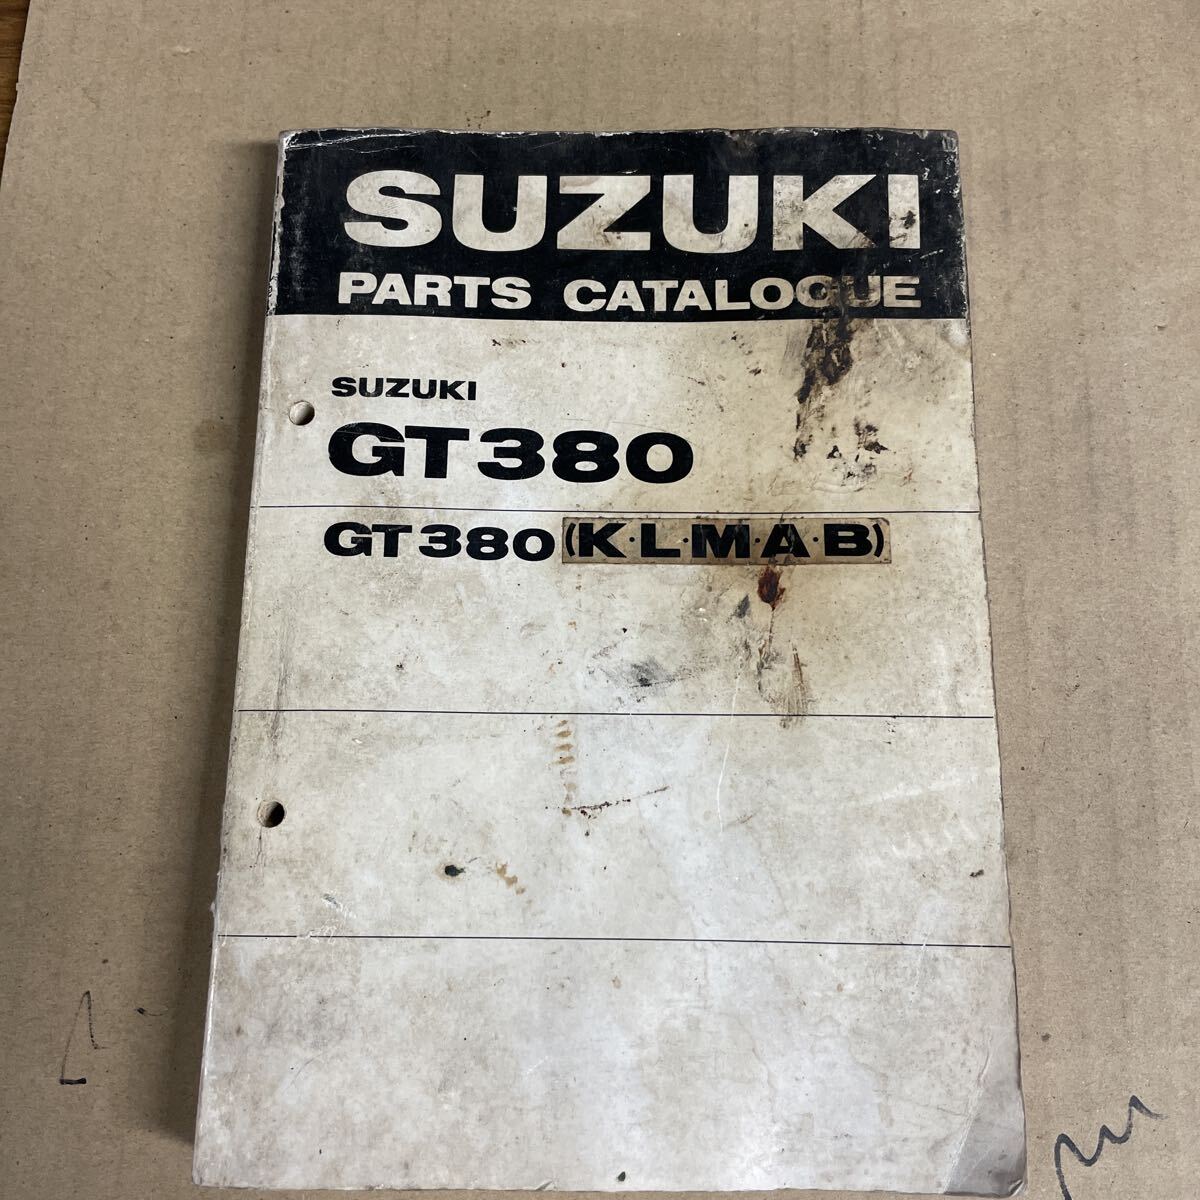 SUZUKI
PARTS CATALOGUE
SUZUKI
GT380
GT380 (K·L·M·A·B)